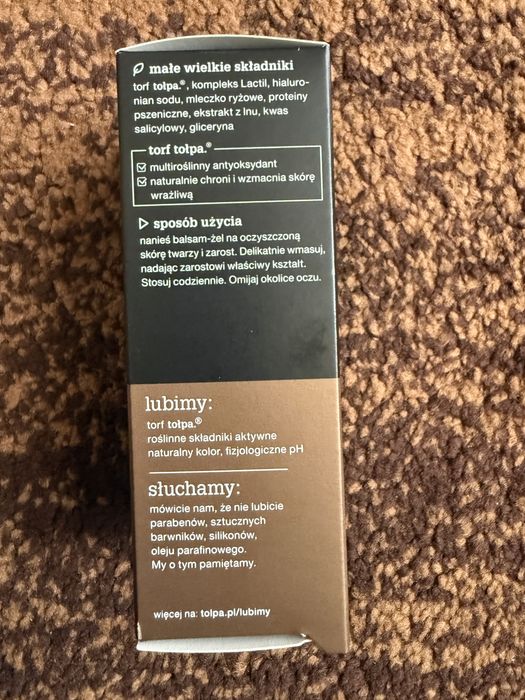 małe wielkie składniki
torf tołpa.®, kompleks Lactil, hialuro-
nian sodu, mleczko ryżowe, proteiny
pszeniczne, ekstrakt z lnu, kwas
salicylowy, gliceryna
torf tołpa.®
multiroślinny antyoksydant
naturalnie chroni i wzmacnia skórę
wrażliwą
sposób użycia
nanieś balsam-żel na oczyszczoną
skórę twarzy i zarost. Delikatnie wmasuj,
nadając zarostowi właściwy kształt.
Stosuj codziennie. Omijaj okolice oczu.
lubimy:
torf tołpa.®
roślinne składniki aktywne
naturalny kolor, fizjologiczne pH
słuchamy:
mówicie nam, że nie lubicie
parabenów, sztucznych
barwników, silikonów,
oleju parafinowego.
My o tym pamiętamy.
więcej na: tolpa.pl/lubimy